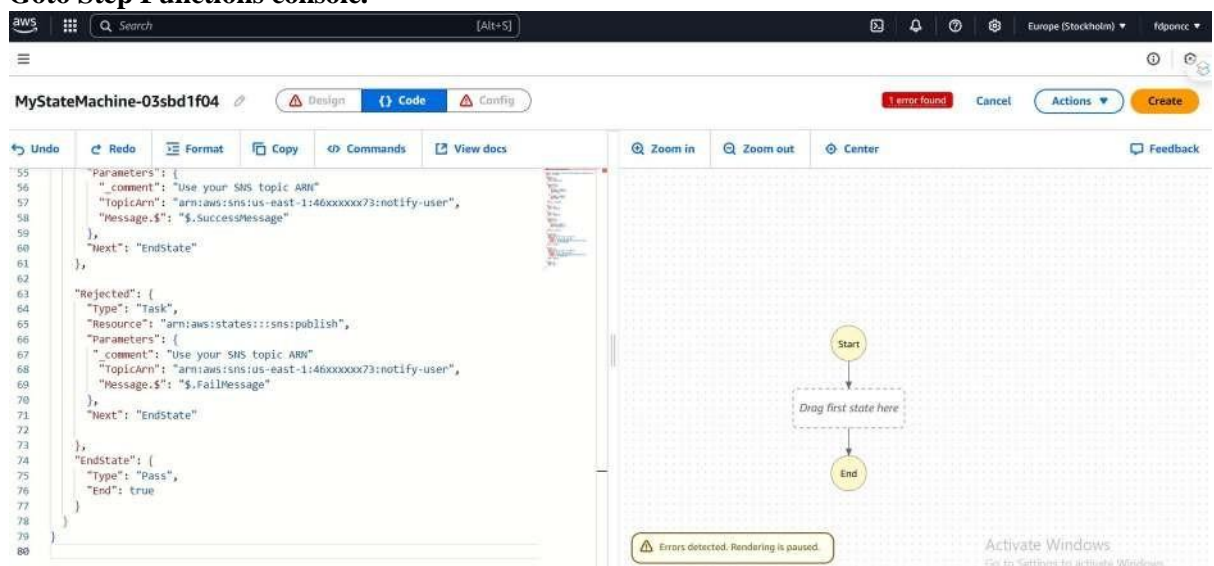 Goto Step Functions console.
aws Search [Alt+S] Europe (Stockholm) ▼ fdponcc ▼
MyStateMachine-03sbd1f04 Design {} Code Config 1 error found Cancel Actions ▼ Create
Undo Redo Format Copy Commands View docs Zoom in Zoom out Center Feedback
55 "Parameters": {
56 "_comment": "Use your SNS topic ARN"
57 "TopicArn": "arn:aws:sns:us-east-1:46xxxxxx73:notify-user",
58 "Message.$": "$.SuccessMessage"
59 },
60 "Next": "EndState"
61 },
62
63 "Rejected": {
64 "Type": "Task",
65 "Resource": "arn:aws:states:::sns:publish",
66 "Parameters": {
67 "_comment": "Use your SNS topic ARN"
68 "TopicArn": "arn:aws:sns:us-east-1:46xxxxxx73:notify-user",
69 "Message.$": "$.FailMessage"
70 },
71 "Next": "EndState"
72
73 },
74 "EndState": {
75 "Type": "Pass",
76 "End": true
77 }
78 }
79 }
80
Start
Drag first state here
End
Errors detected. Rendering is paused.
Activate Windows
Go to Settings to activate Windows.